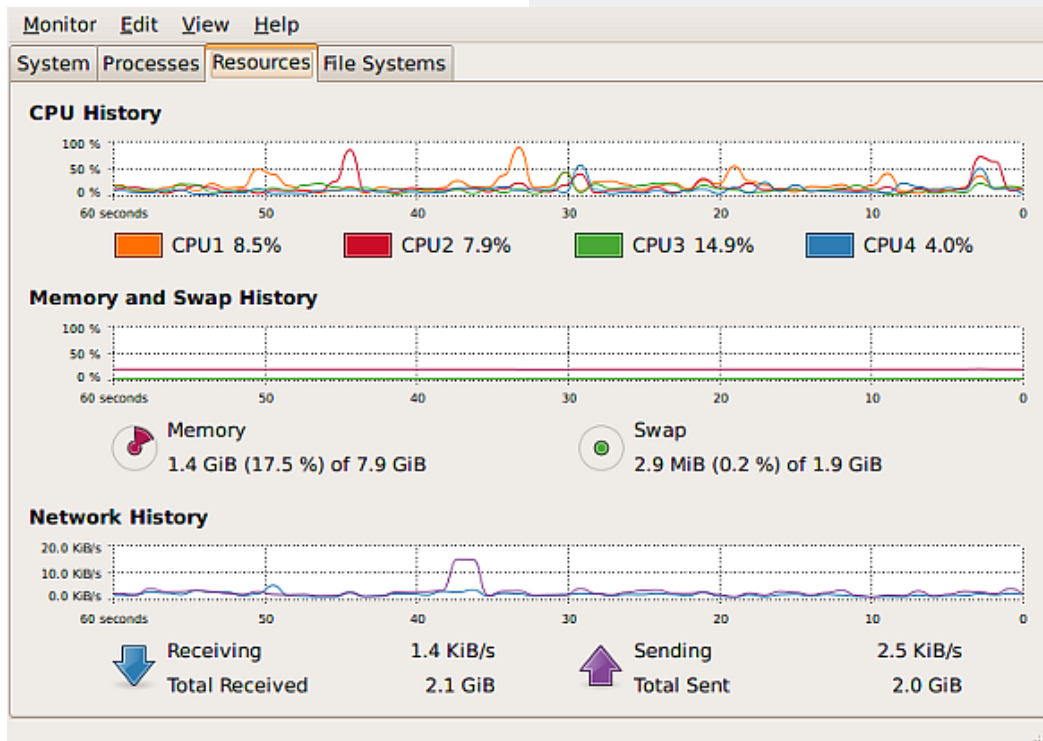 Monitor Edit View Help
System Processes Resources File Systems
CPU History
100 %
50 %
0 %
60 seconds 50 40 30 20 10 0
CPU1 8.5% CPU2 7.9% CPU3 14.9% CPU4 4.0%
Memory and Swap History
100 %
50 %
0 %
60 seconds 50 40 30 20 10 0
Memory Swap
1.4 GiB (17.5 %) of 7.9 GiB 2.9 MiB (0.2 %) of 1.9 GiB
Network History
20.0 KiB/s
10.0 KiB/s
0.0 KiB/s
60 seconds 50 40 30 20 10 0
Receiving 1.4 KiB/s Sending 2.5 KiB/s
Total Received 2.1 GiB Total Sent 2.0 GiB